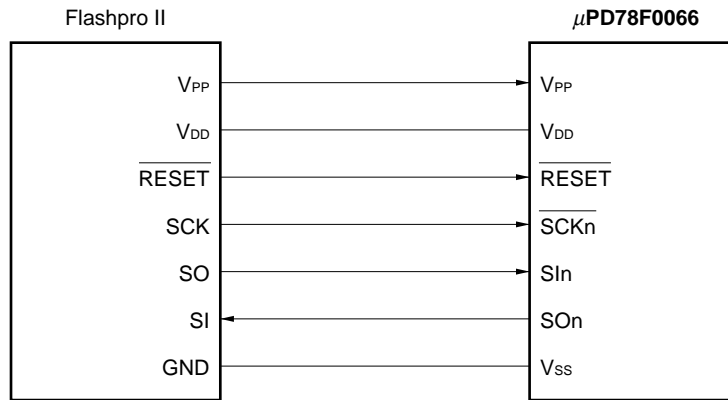 Flashpro II
μPD78F0066
VPP VPP
VDD VDD
RESET RESET
SCK SCKn
SO SIn
SI SOn
GND VSS